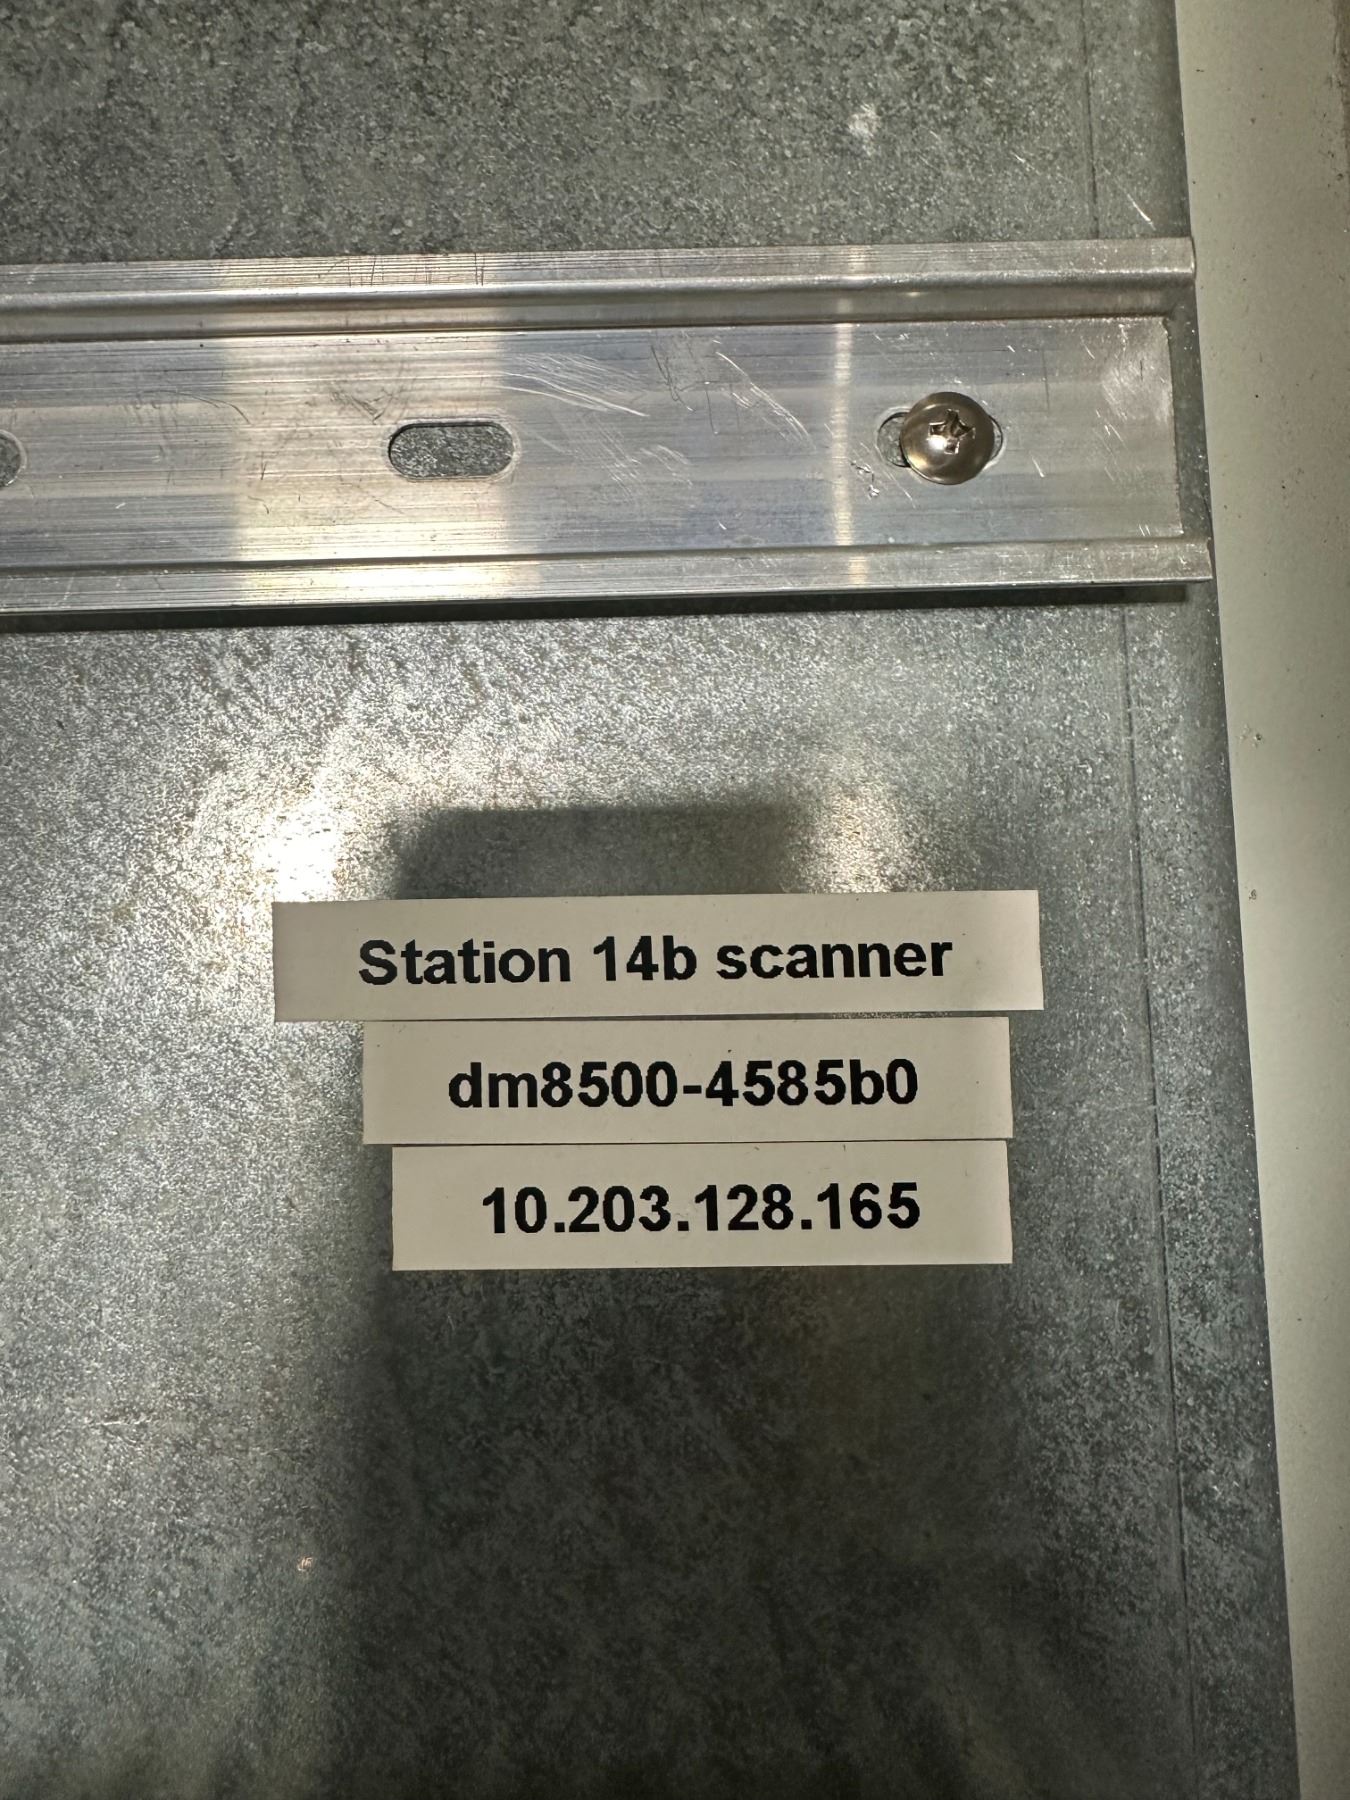 Station 14b scanner
dm8500-4585b0
10.203.128.165